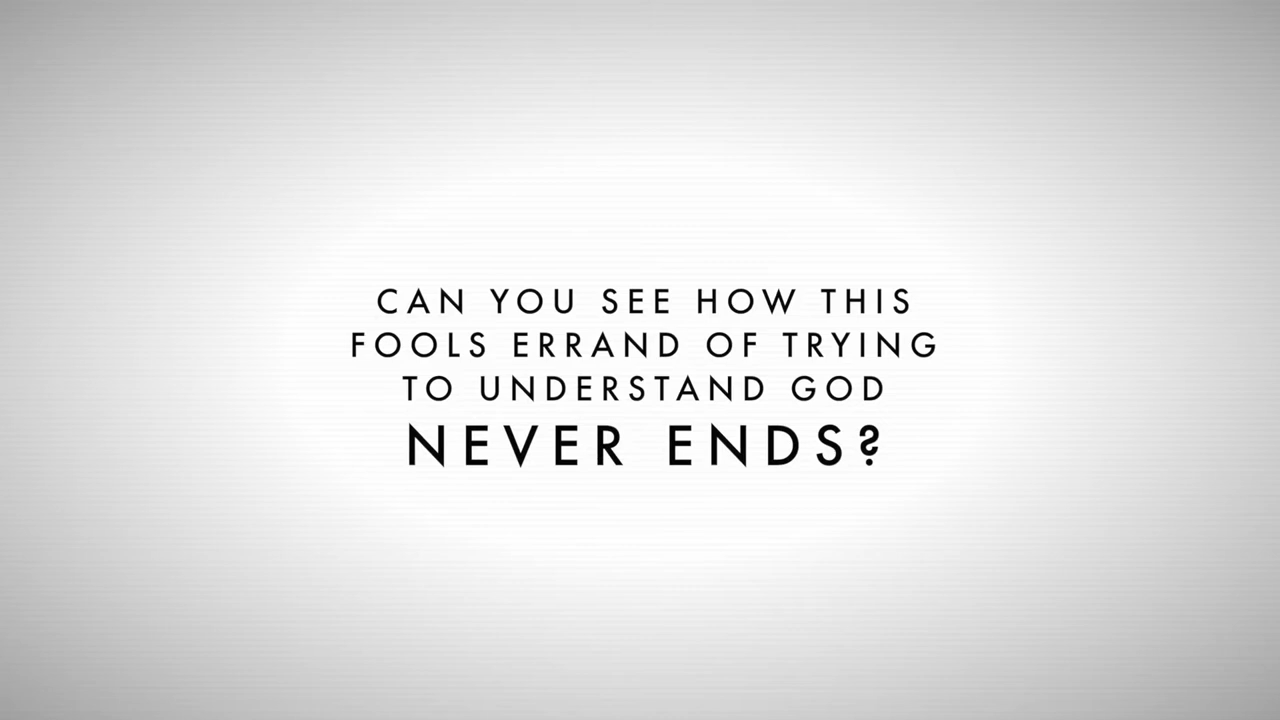 CAN YOU SEE HOW THIS
FOOLS ERRAND OF TRYING
TO UNDERSTAND GOD
NEVER ENDS?